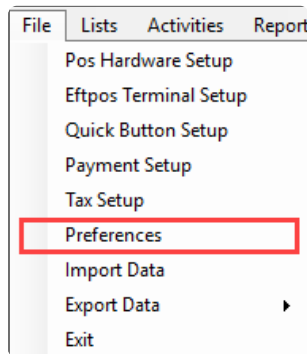 File Lists Activities Report
Pos Hardware Setup
Eftpos Terminal Setup
Quick Button Setup
Payment Setup
Tax Setup
Preferences
Import Data
Export Data
Exit